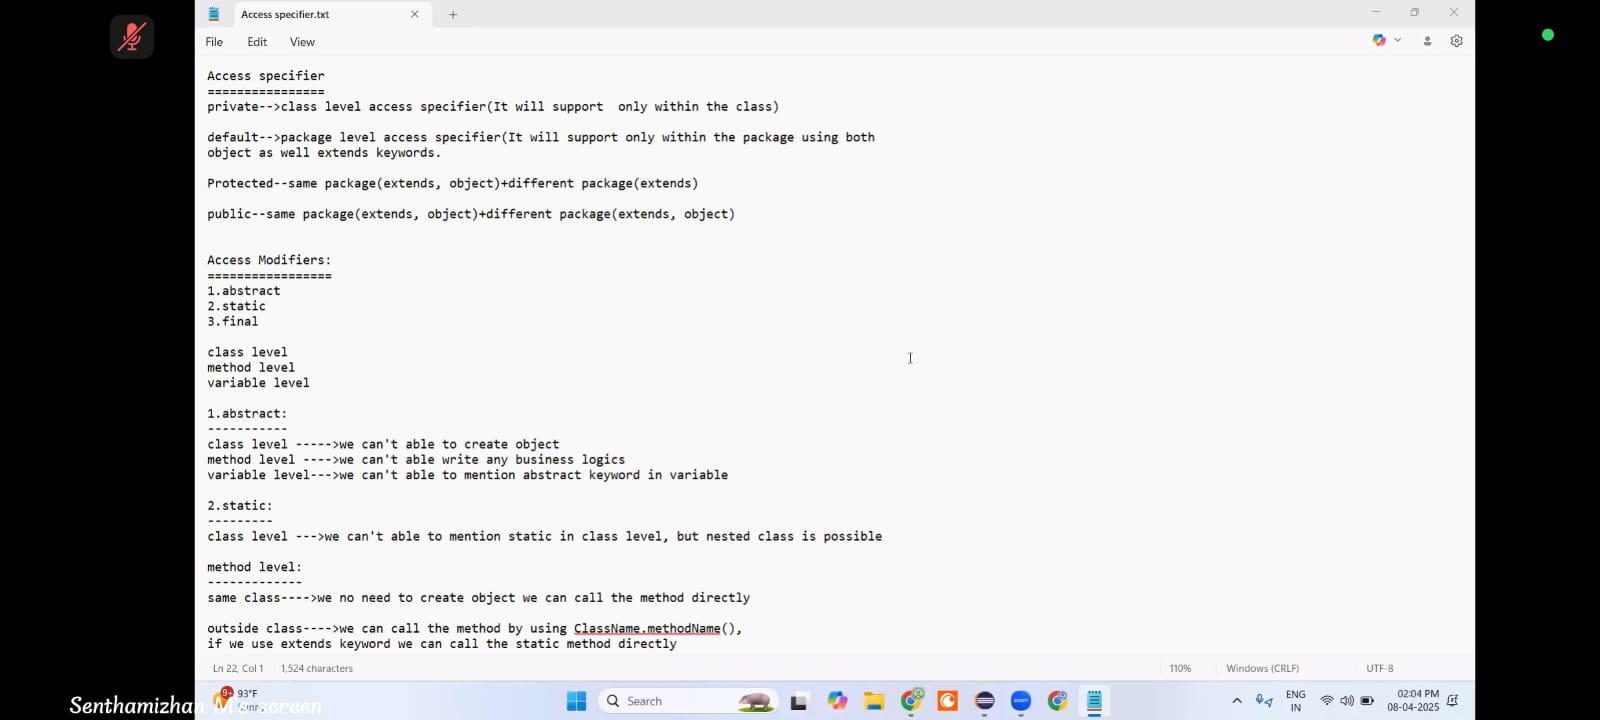 Access specifier.txt
File Edit View
Access specifier
================
private-->class level access specifier(It will support  only within the class)
default-->package level access specifier(It will support only within the package using both
object as well extends keywords.
Protected--same package(extends, object)+different package(extends)
public--same package(extends, object)+different package(extends, object)
Access Modifiers:
=================
1.abstract
2.static
3.final
class level
method level
variable level
1.abstract:
-----------
class level ----->we can't able to create object
method level ---->we can't able write any business logics
variable level--->we can't able to mention abstract keyword in variable
2.static:
---------
class level --->we can't able to mention static in class level, but nested class is possible
method level:
-------------
same class---->we no need to create object we can call the method directly
outside class---->we can call the method by using ClassName.methodName(),
if we use extends keyword we can call the static method directly
Ln 22, Col 1 1,524 characters 110% Windows (CRLF) UTF-8
9+ 93°F
Senthamizhan M's screen
Search
ENG
IN
02:04 PM
08-04-2025